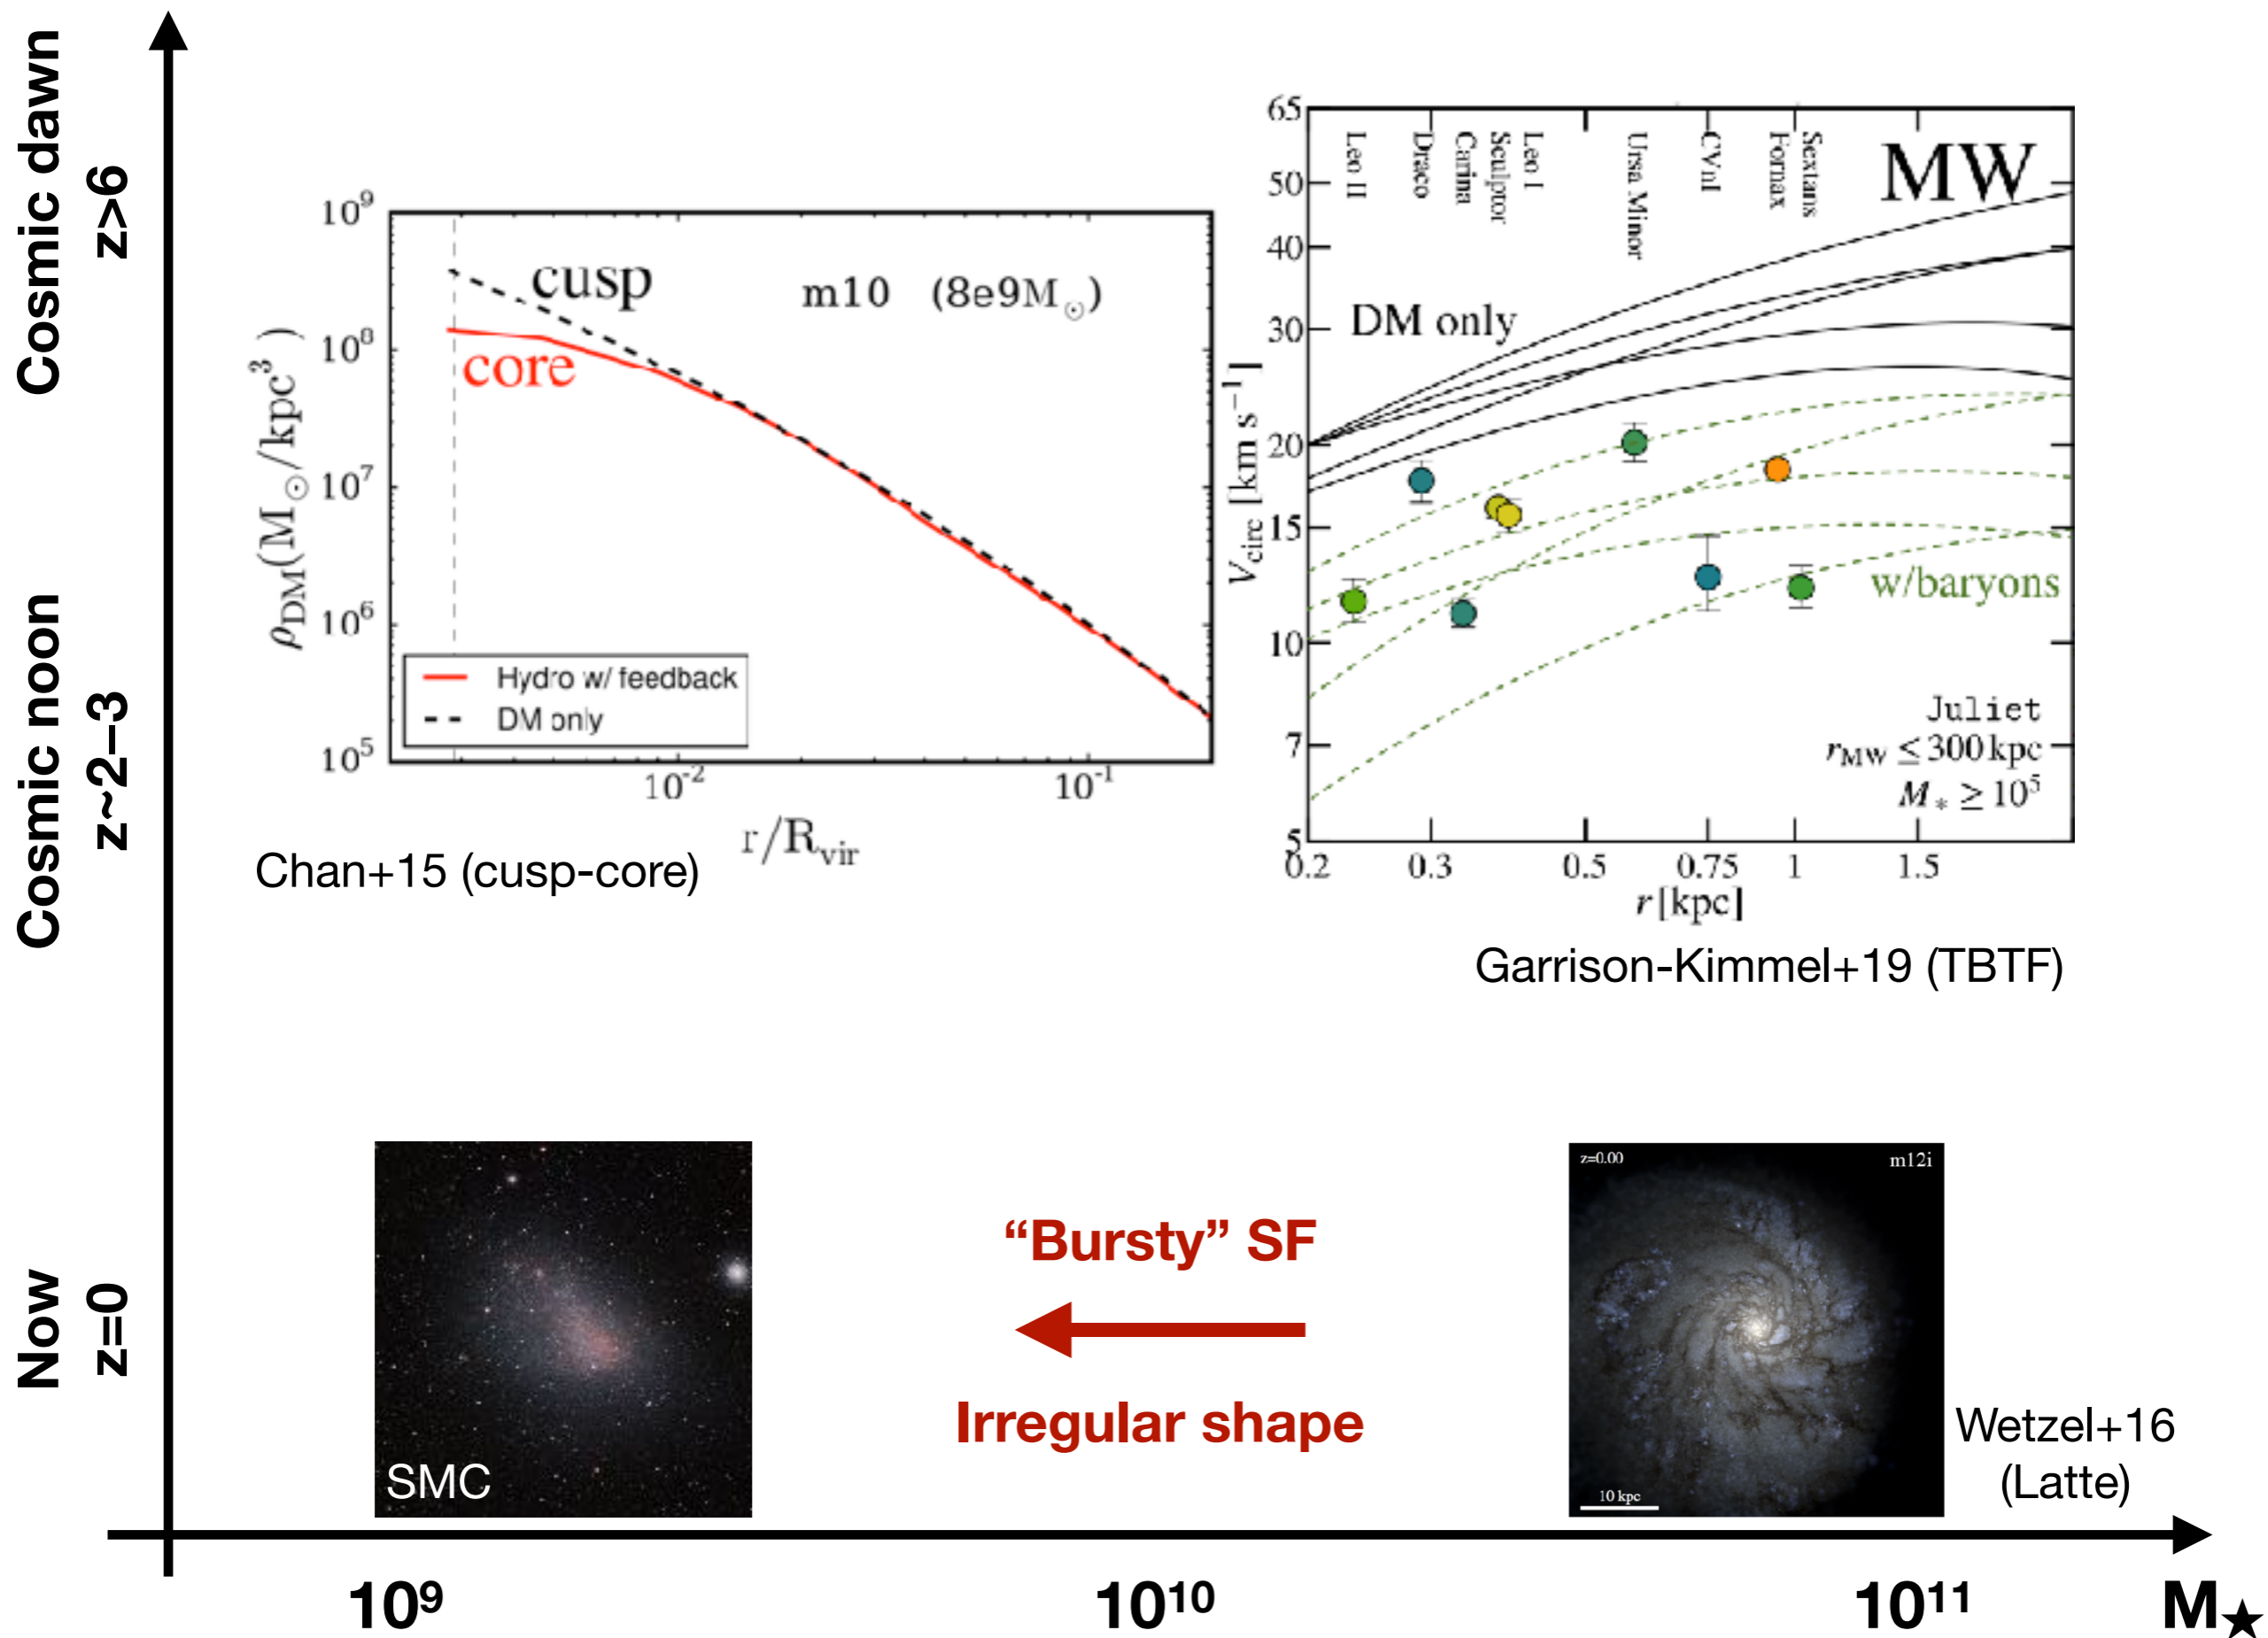 Cosmic dawn
z>6
Cosmic noon
z~2–3
Now
z=0
10⁹
10⁸
10⁷
10⁶
10⁵
ρDM(M⊙/kpc³)
cusp
core
m10 (8e9M⊙)
Hydro w/ feedback
DM only
10⁻²
10⁻¹
r/Rvir
Chan+15 (cusp-core)
65
50
40
30
20
15
10
7
5
Vcirc [km s⁻¹]
Leo II
Draco
Carina
Sculptor
Leo I
Ursa Minor
CVnI
Fornax
Sextans
MW
DM only
w/baryons
Juliet
rMW ≤ 300 kpc
M* ≥ 10⁵
0.2
0.3
0.5
0.75
1
1.5
r [kpc]
Garrison-Kimmel+19 (TBTF)
SMC
“Bursty” SF
Irregular shape
z=0.00
m12i
10 kpc
Wetzel+16
(Latte)
10⁹
10¹⁰
10¹¹
M★